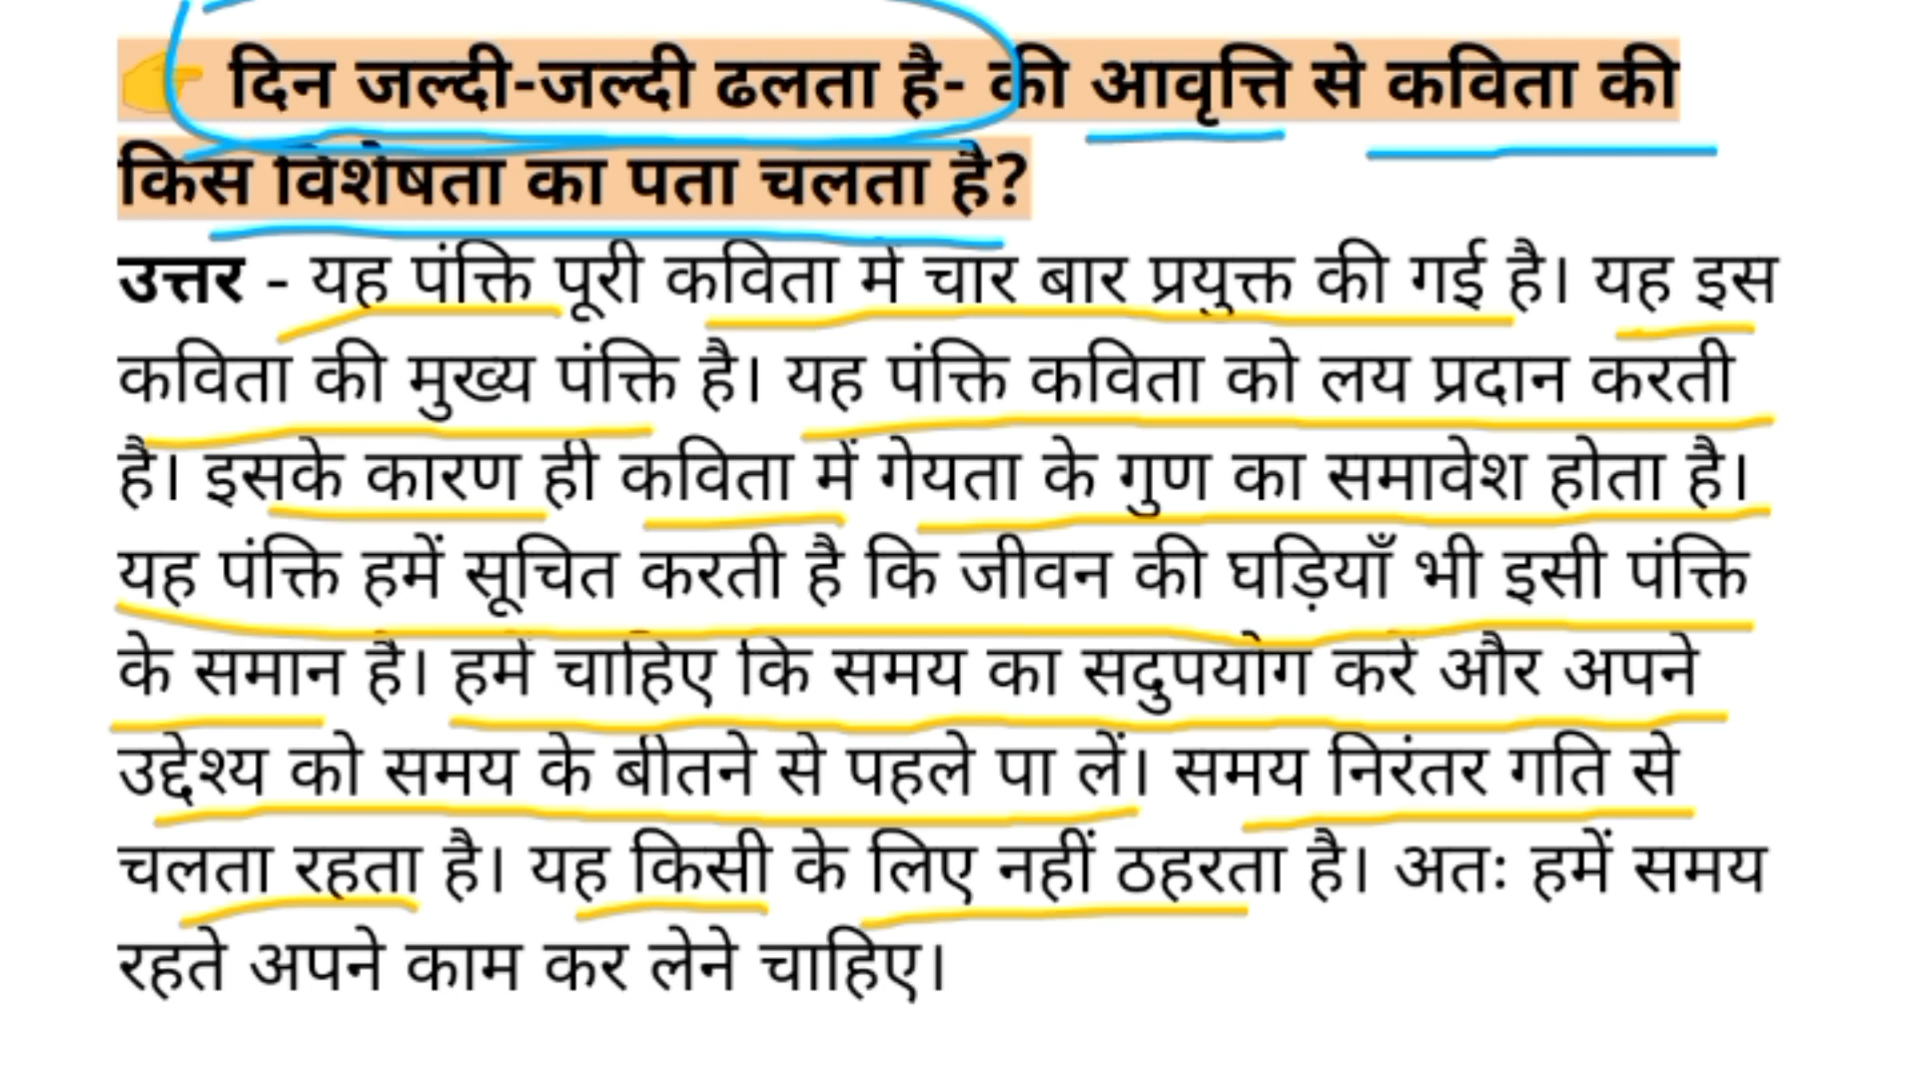 👉 दिन जल्दी-जल्दी ढलता है- की आवृत्ति से कविता की
किस विशेषता का पता चलता है?
उत्तर - यह पंक्ति पूरी कविता में चार बार प्रयुक्त की गई है। यह इस
कविता की मुख्य पंक्ति है। यह पंक्ति कविता को लय प्रदान करती
है। इसके कारण ही कविता में गेयता के गुण का समावेश होता है।
यह पंक्ति हमें सूचित करती है कि जीवन की घड़ियाँ भी इसी पंक्ति
के समान है। हमें चाहिए कि समय का सदुपयोग करें और अपने
उद्देश्य को समय के बीतने से पहले पा लें। समय निरंतर गति से
चलता रहता है। यह किसी के लिए नहीं ठहरता है। अतः हमें समय
रहते अपने काम कर लेने चाहिए।